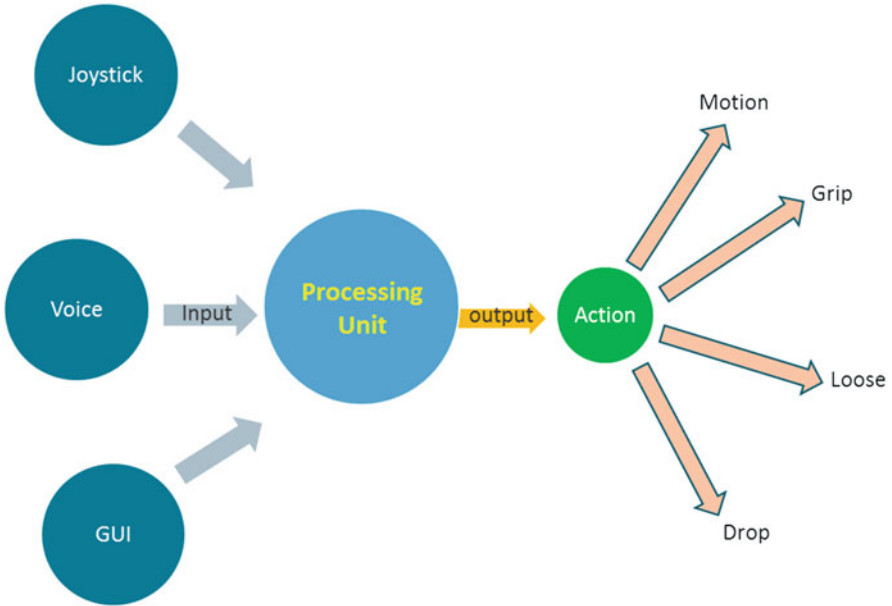 Joystick
Voice
GUI
Input
Processing
Unit
output
Action
Motion
Grip
Loose
Drop